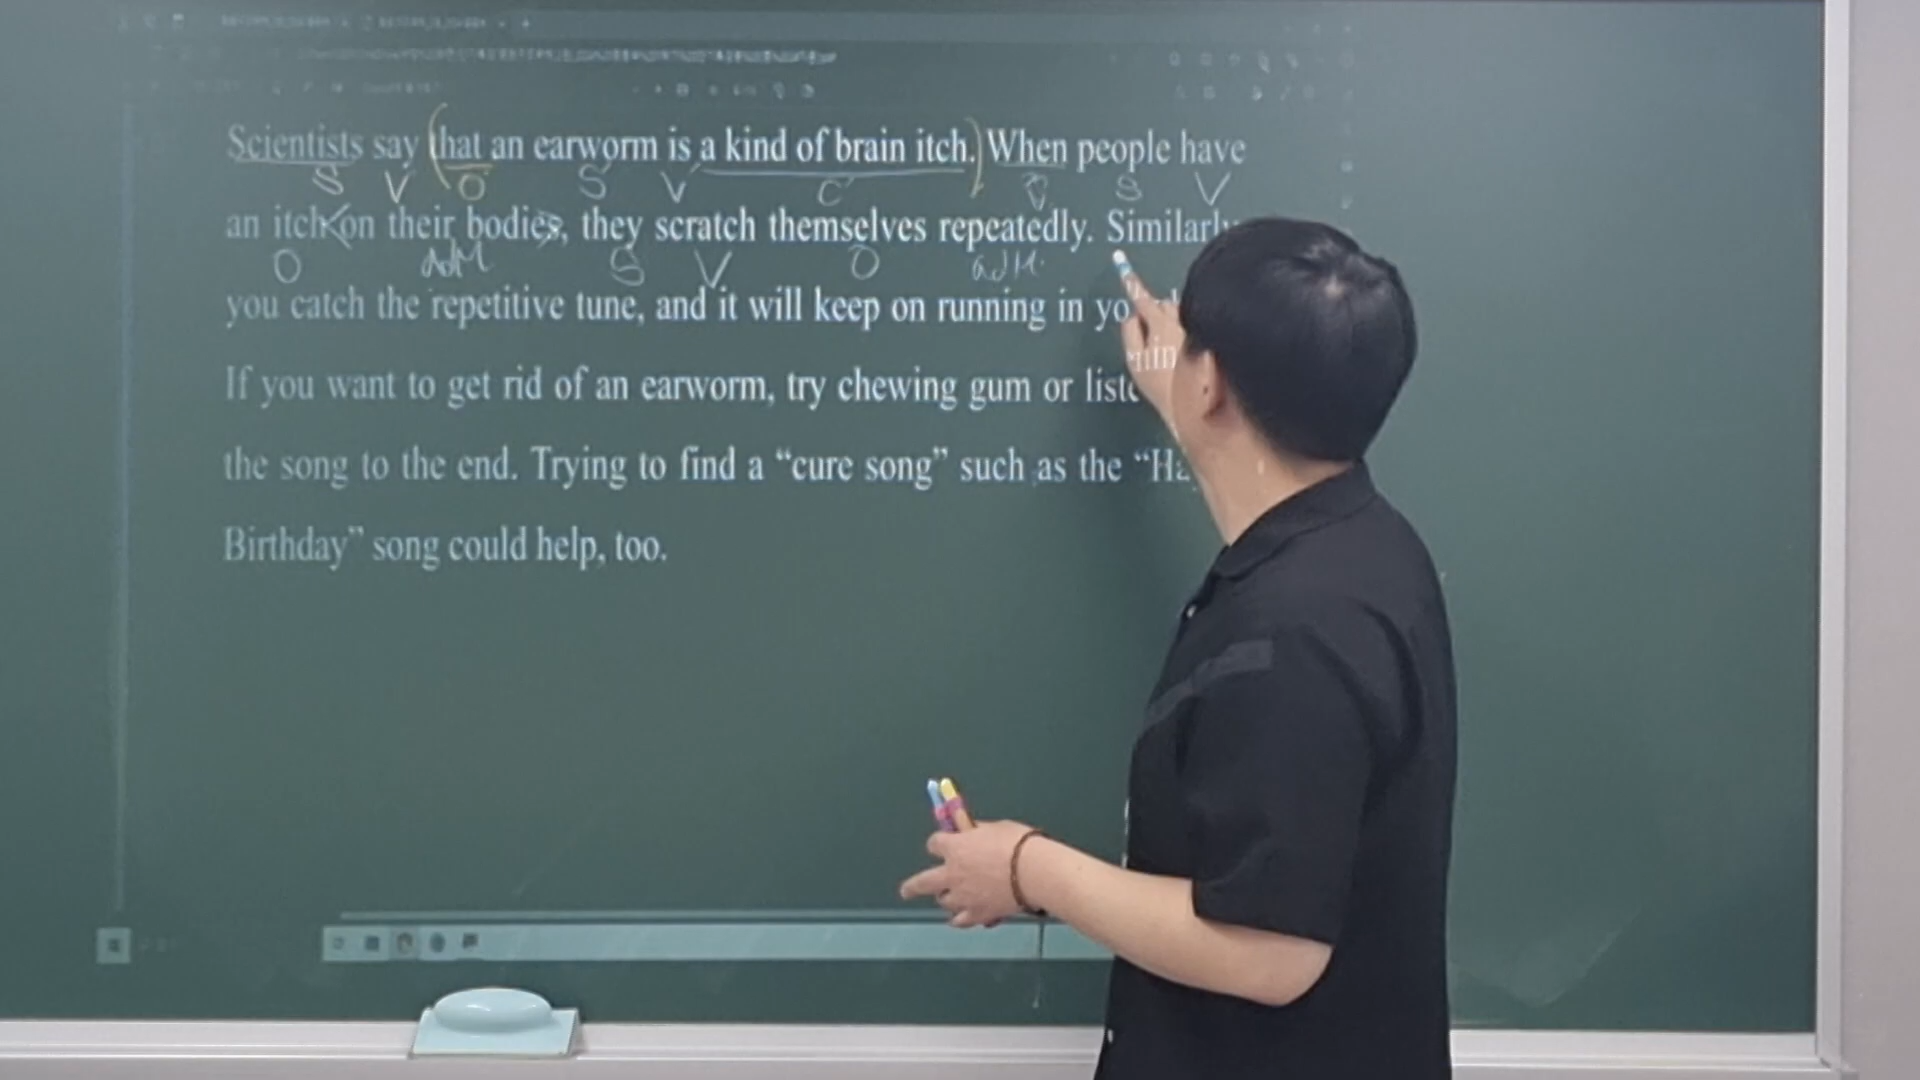 Scientists say that an earworm is a kind of brain itch. When people have
S V O S' V' C' S V
an itch on their bodies, they scratch themselves repeatedly. Similarly
O adM S V O adM.
you catch the repetitive tune, and it will keep on running in
If you want to get rid of an earworm, try chewing gum or
the song to the end. Trying to find a “cure song” such as the
Birthday” song could help, too.